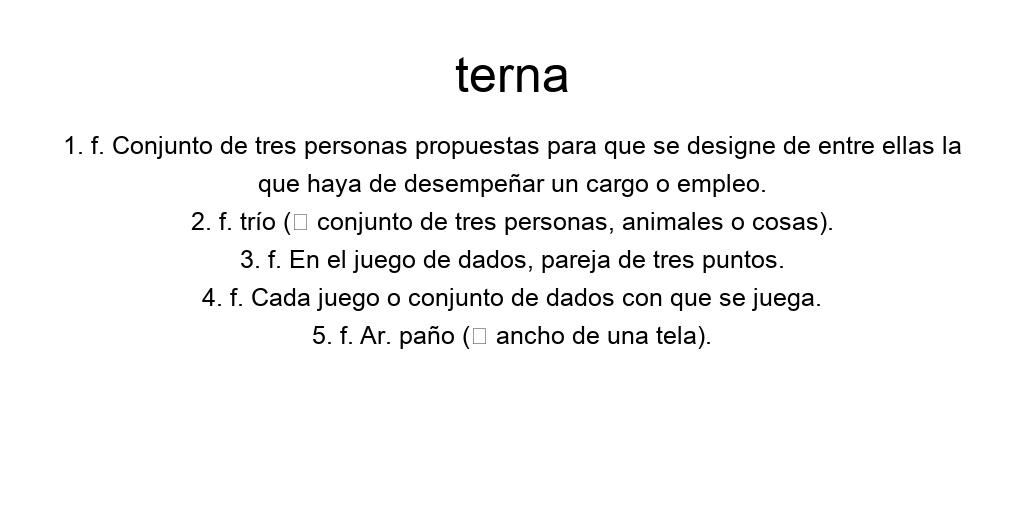 terna
1. f. Conjunto de tres personas propuestas para que se designe de entre ellas la
que haya de desempeñar un cargo o empleo.
2. f. trío (□ conjunto de tres personas, animales o cosas).
3. f. En el juego de dados, pareja de tres puntos.
4. f. Cada juego o conjunto de dados con que se juega.
5. f. Ar. paño (□ ancho de una tela).